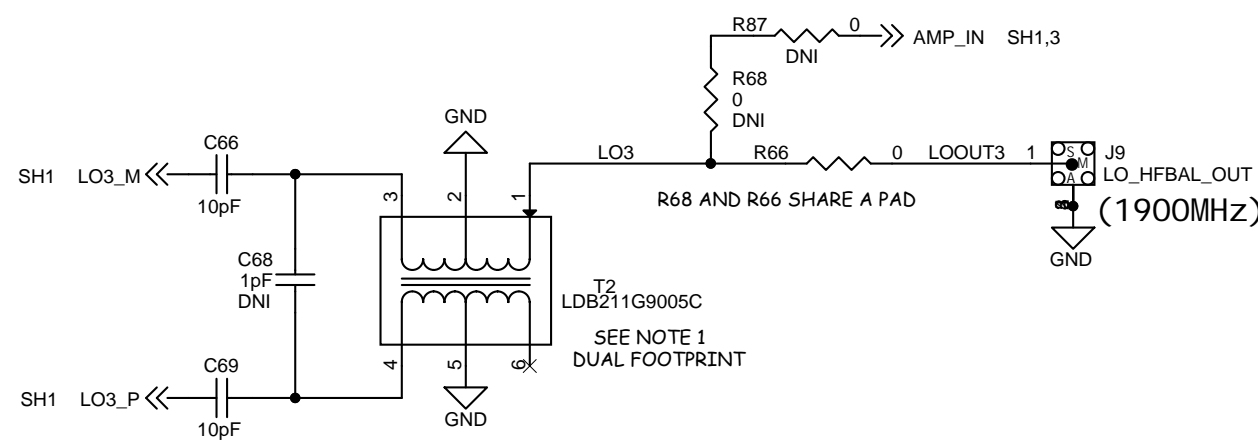 R87 0 AMP_IN SH1,3
DNI
R68
0
DNI
GND
C66
SH1 LO3_M
10pF
LO3 R66 0 LOOUT3 1 J9
S
M
A
LO_HFBAL_OUT
(1900MHz)
GND
R68 AND R66 SHARE A PAD
3 2 1
C68
1pF
DNI
T2
LDB211G9005C
SEE NOTE 1
DUAL FOOTPRINT
4 5 6
C69
SH1 LO3_P
10pF
GND